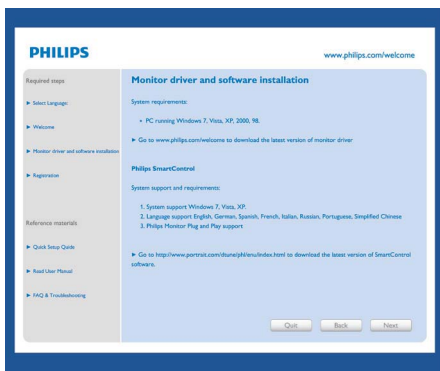 PHILIPS
www.philips.com/welcome
Required steps
Select Language:
Welcome
Monitor driver and software installation
Registration
Reference materials
Quick Setup Quide
Read User Manual
FAQ & Troubleshooting
Monitor driver and software installation
System requirements:
• PC running Windows 7, Vista, XP, 2000, 98.
Go to www.philips.com/welcome to download the latest version of monitor driver
Philips SmartControl
System support and requirements:
1. System support Windows 7, Vista, XP.
2. Language support English, German, Spanish, French, Italian, Russian, Portuguese, Simplified Chinese
3. Philips Monitor Plug and Play support
Go to http://www.portrait.com/dtune/phl/enu/index.html to download the latest version of SmartControl
software.
Quit
Back
Next